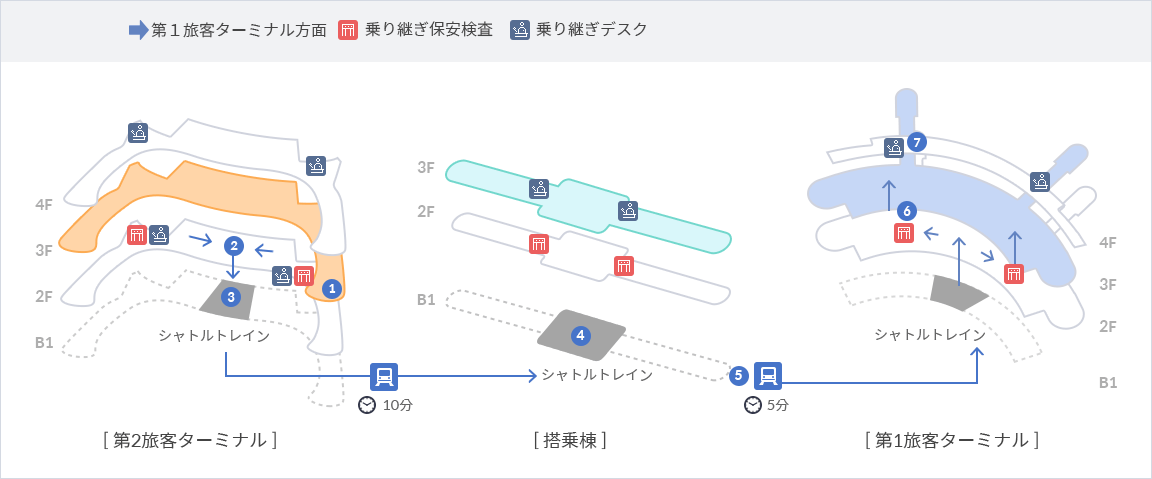 第１旅客ターミナル方面 乗り継ぎ保安検査 乗り継ぎデスク
4F
3F
2F
B1
1
2
3
シャトルトレイン
10分
[ 第2旅客ターミナル ]
3F
2F
B1
4
シャトルトレイン
5
5分
[ 搭乗棟 ]
7
6
4F
3F
2F
B1
シャトルトレイン
[ 第1旅客ターミナル ]